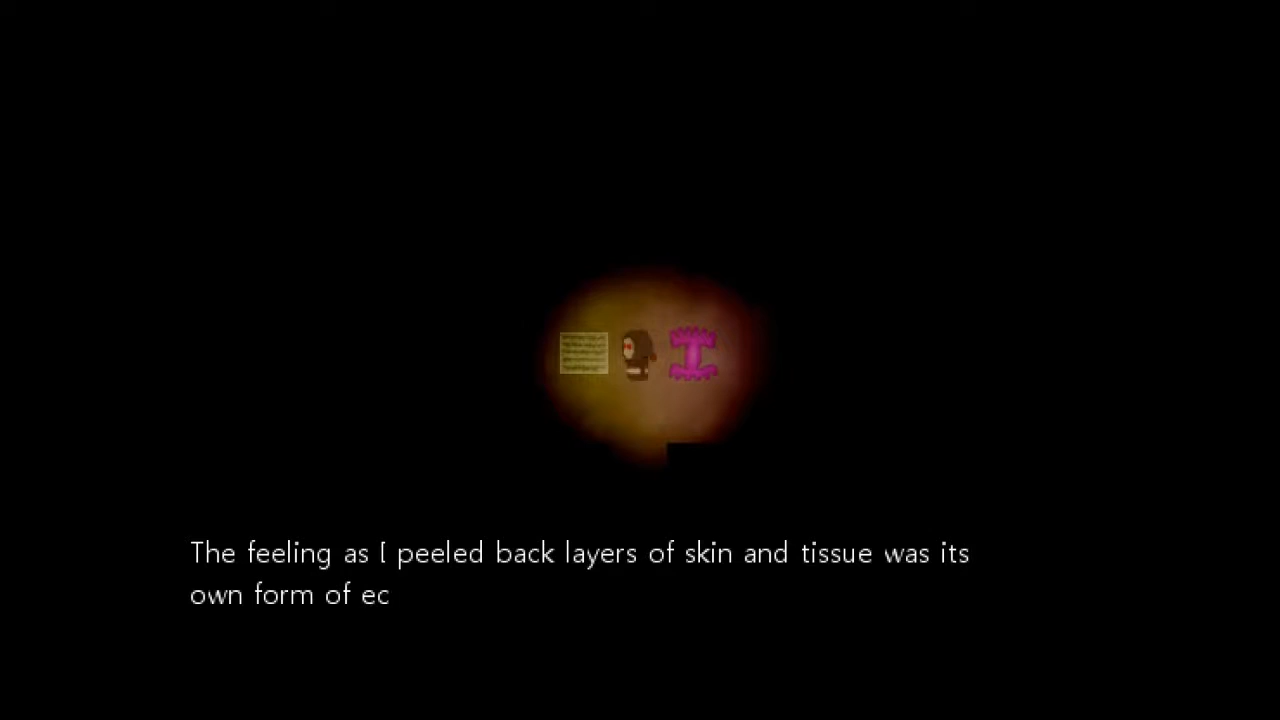 The feeling as I peeled back layers of skin and tissue was its
own form of ec